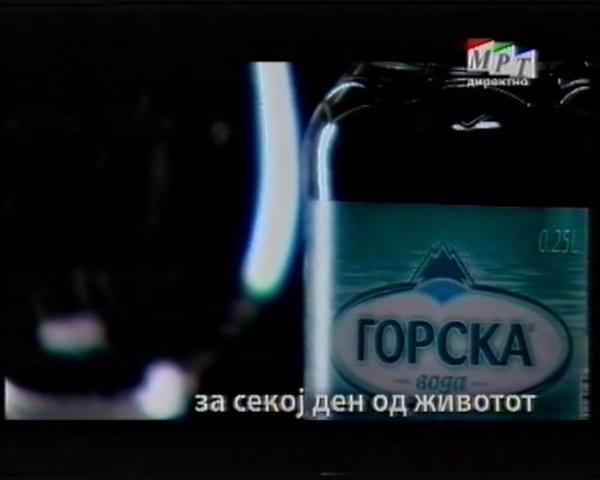 МРТ
директно
0.25L
ГОРСКА
вода
за секој ден од животот